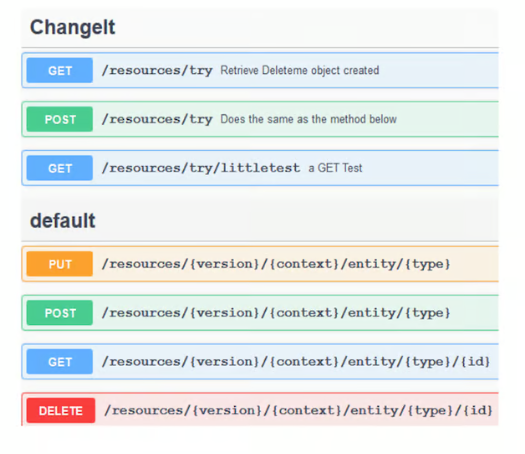 ChangeIt
GET /resources/try Retrieve Deleteme object created
POST /resources/try Does the same as the method below
GET /resources/try/littletest a GET Test
default
PUT /resources/{version}/{context}/entity/{type}
POST /resources/{version}/{context}/entity/{type}
GET /resources/{version}/{context}/entity/{type}/{id}
DELETE /resources/{version}/{context}/entity/{type}/{id}